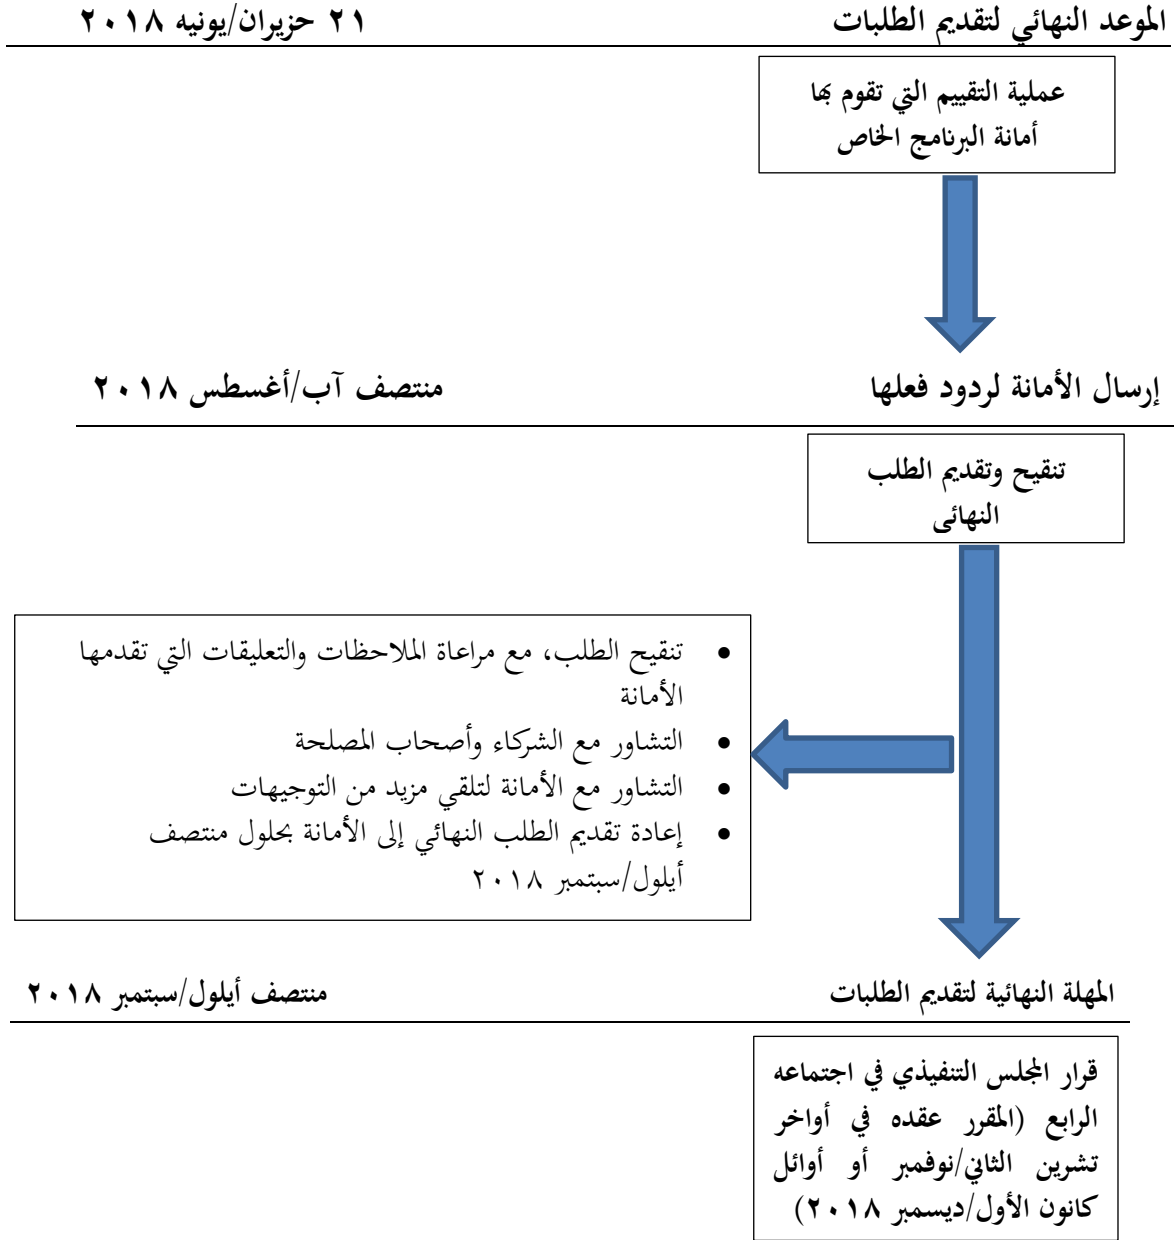 الموعد النهائي لتقديم الطلبات ٢١ حزيران/يونيه ٢٠١٨
عملية التقييم التي تقوم بها
أمانة البرنامج الخاص
إرسال الأمانة لردود فعلها منتصف آب/أغسطس ٢٠١٨
تنقيح وتقديم الطلب
النهائى
• تنقيح الطلب، مع مراعاة الملاحظات والتعليقات التي تقدمها
الأمانة
• التشاور مع الشركاء وأصحاب المصلحة
• التشاور مع الأمانة لتلقي مزيد من التوجيهات
• إعادة تقديم الطلب النهائي إلى الأمانة بحلول منتصف
أيلول/سبتمبر ٢٠١٨
المهلة النهائية لتقديم الطلبات منتصف أيلول/سبتمبر ٢٠١٨
قرار المجلس التنفيذي في اجتماعه
الرابع (المقرر عقده في أواخر
تشرين الثاني/نوفمبر أو أوائل
كانون الأول/ديسمبر ٢٠١٨)